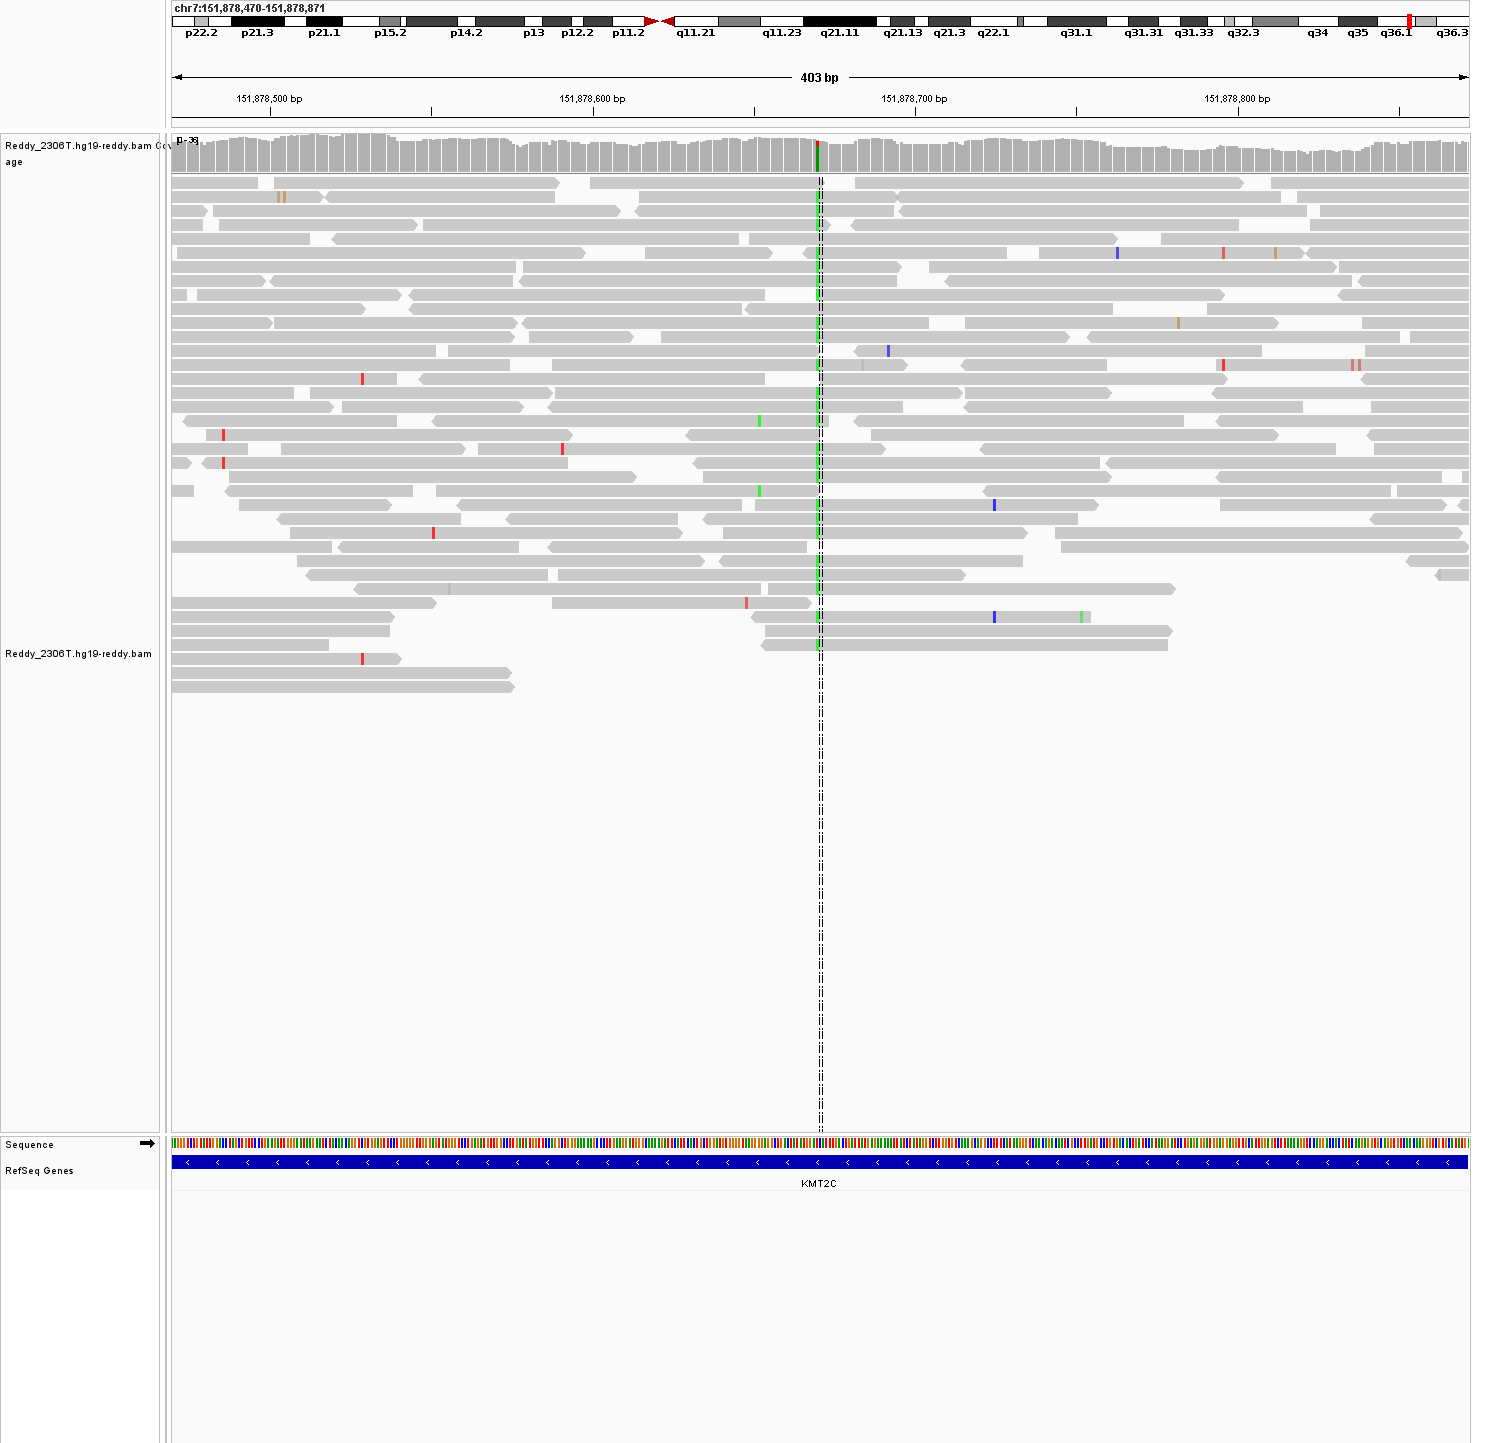 chr7:151,878,470-151,878,871
p22.2 p21.3 p21.1 p15.2 p14.2 p13 p12.2 p11.2 q11.21 q11.23 q21.11 q21.13 q21.3 q22.1 q31.1 q31.31 q31.33 q32.3 q34 q35 q36.1 q36.3
403 bp
151,878,500 bp 151,878,600 bp 151,878,700 bp 151,878,800 bp
Reddy_2306T.hg19-reddy.bam Cov
age
Reddy_2306T.hg19-reddy.bam
Sequence
RefSeq Genes
KMT2C